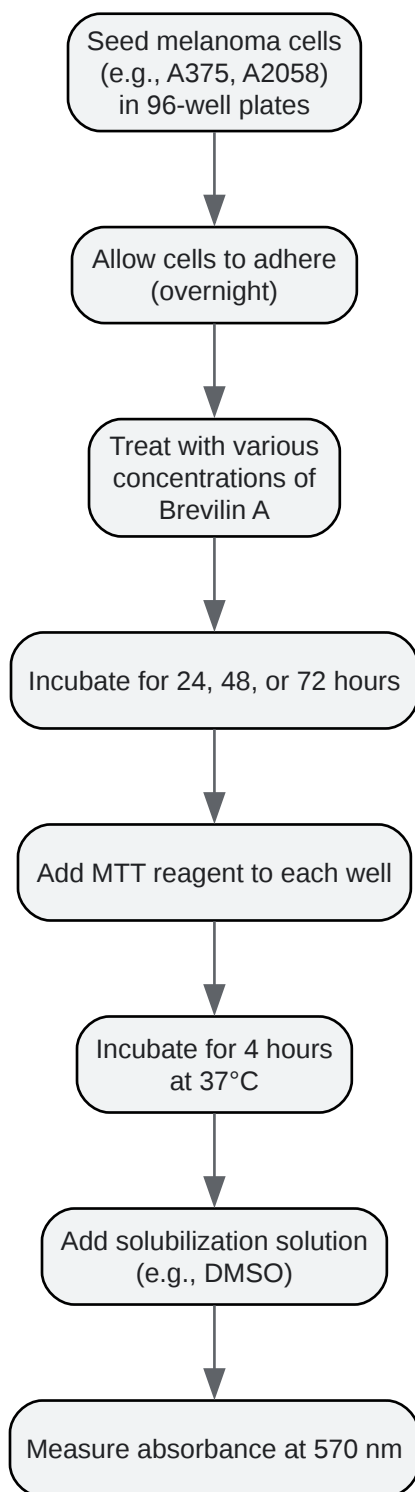 Seed melanoma cells
(e.g., A375, A2058)
in 96-well plates
Allow cells to adhere
(overnight)
Treat with various
concentrations of
Brevilin A
Incubate for 24, 48, or 72 hours
Add MTT reagent to each well
Incubate for 4 hours
at 37°C
Add solubilization solution
(e.g., DMSO)
Measure absorbance at 570 nm